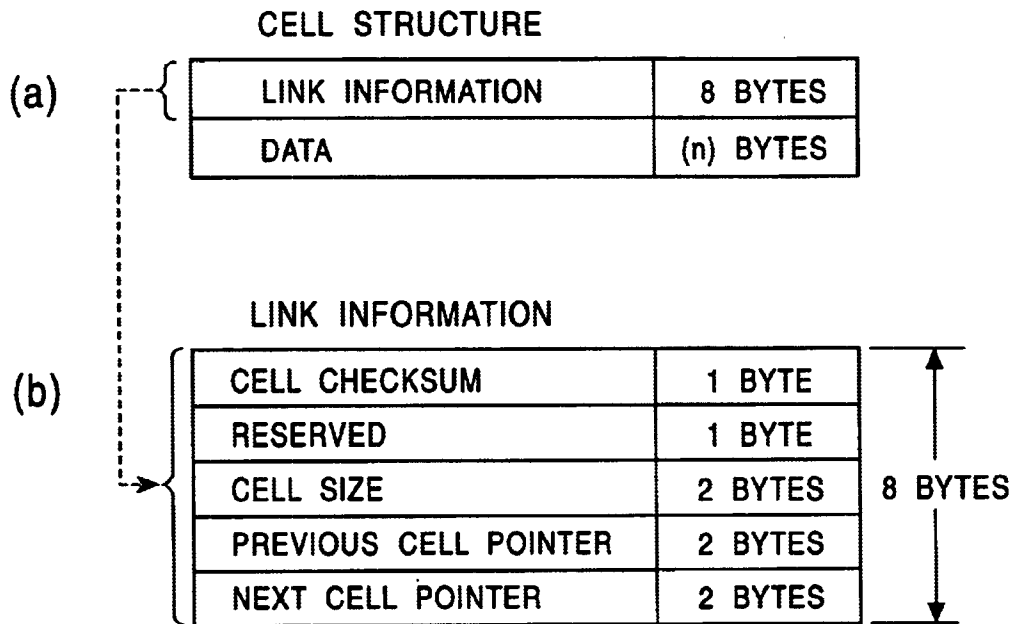 CELL STRUCTURE
(a)
LINK INFORMATION 8 BYTES
DATA (n) BYTES
LINK INFORMATION
(b)
CELL CHECKSUM 1 BYTE
RESERVED 1 BYTE
CELL SIZE 2 BYTES
8 BYTES
PREVIOUS CELL POINTER 2 BYTES
NEXT CELL POINTER 2 BYTES